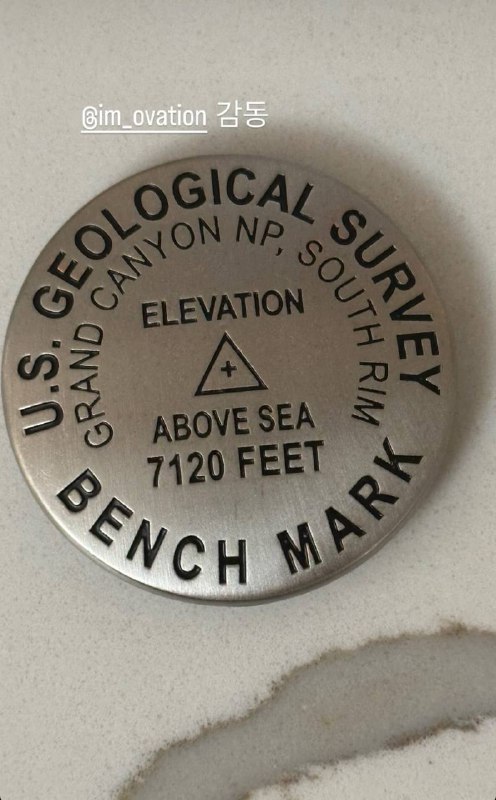 @im_ovation 감동
U.S. GEOLOGICAL SURVEY
GRAND CANYON NP, SOUTH RIM
ELEVATION
ABOVE SEA
7120 FEET
BENCH MARK